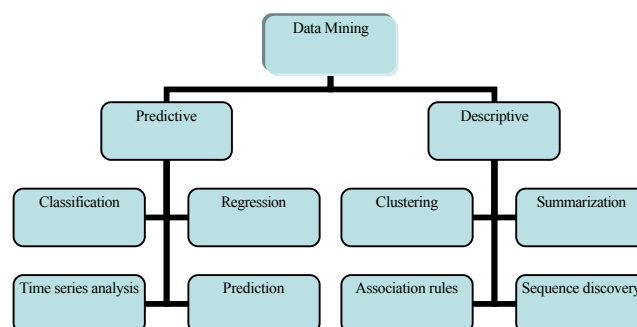 Data Mining
Predictive
Descriptive
Classification
Regression
Clustering
Summarization
Time series analysis
Prediction
Association rules
Sequence discovery